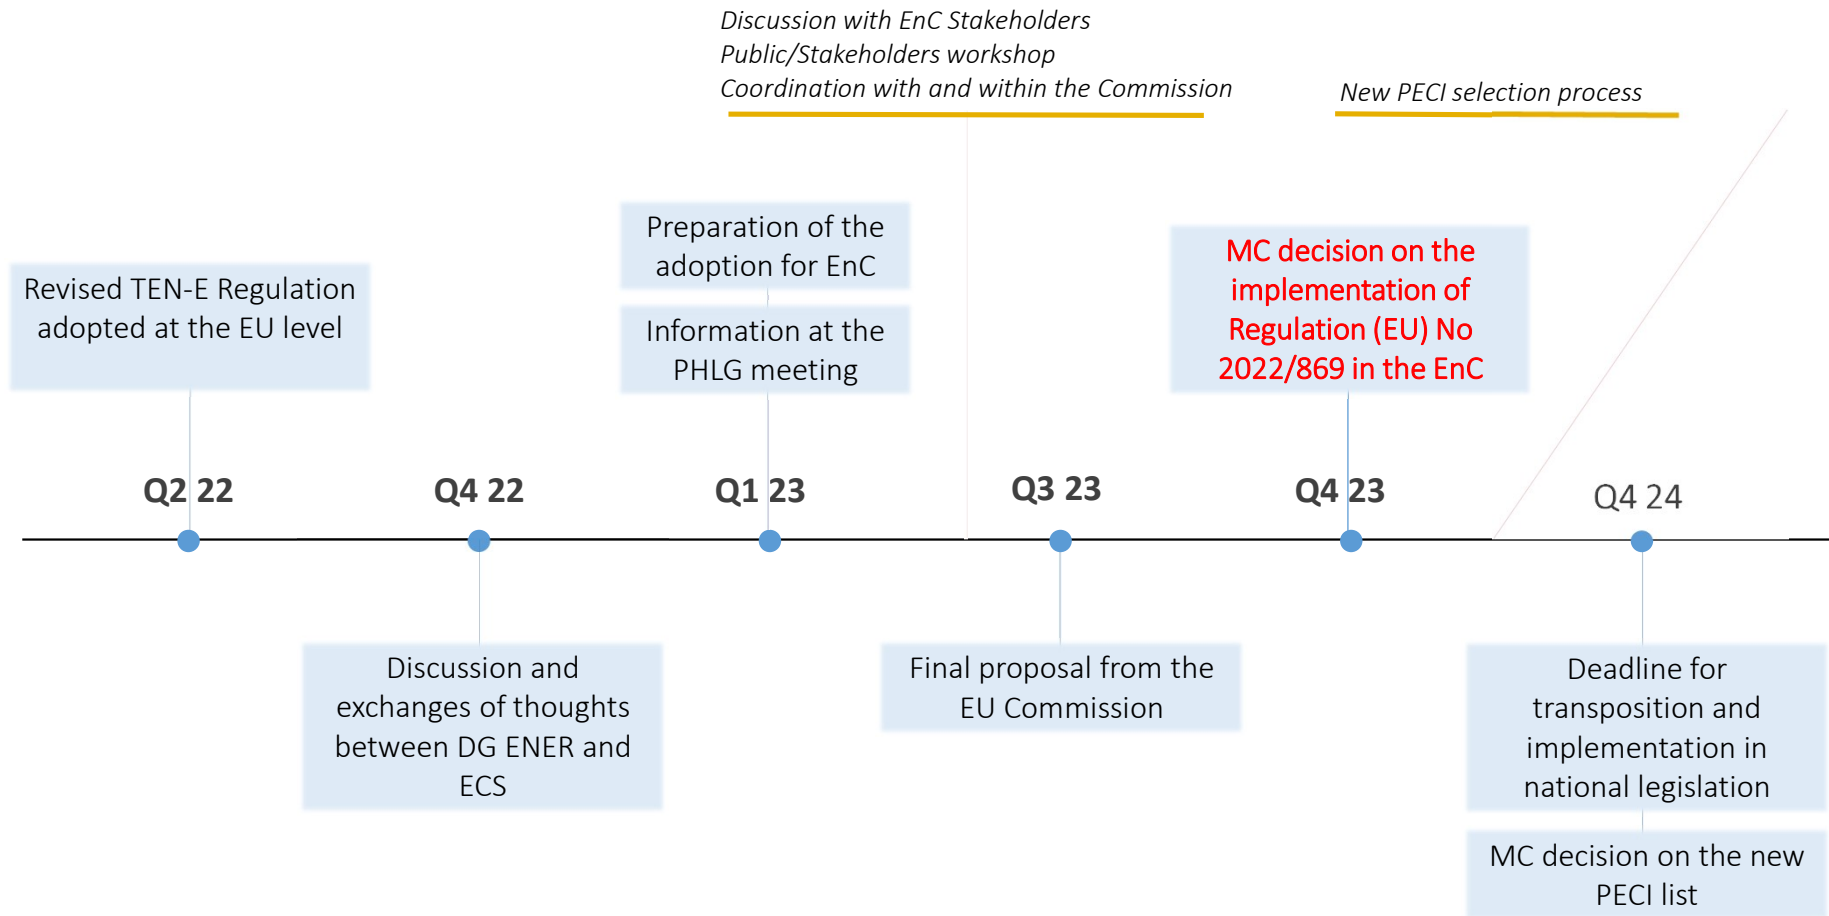 Discussion with EnC Stakeholders
Public/Stakeholders workshop
Coordination with and within the Commission
New PECI selection process
Revised TEN-E Regulation
adopted at the EU level
Preparation of the
adoption for EnC
Information at the
PHLG meeting
MC decision on the
implementation of
Regulation (EU) No
2022/869 in the EnC
Q2 22
Q4 22
Q1 23
Q3 23
Q4 23
Q4 24
Discussion and
exchanges of thoughts
between DG ENER and
ECS
Final proposal from the
EU Commission
Deadline for
transposition and
implementation in
national legislation
MC decision on the new
PECI list